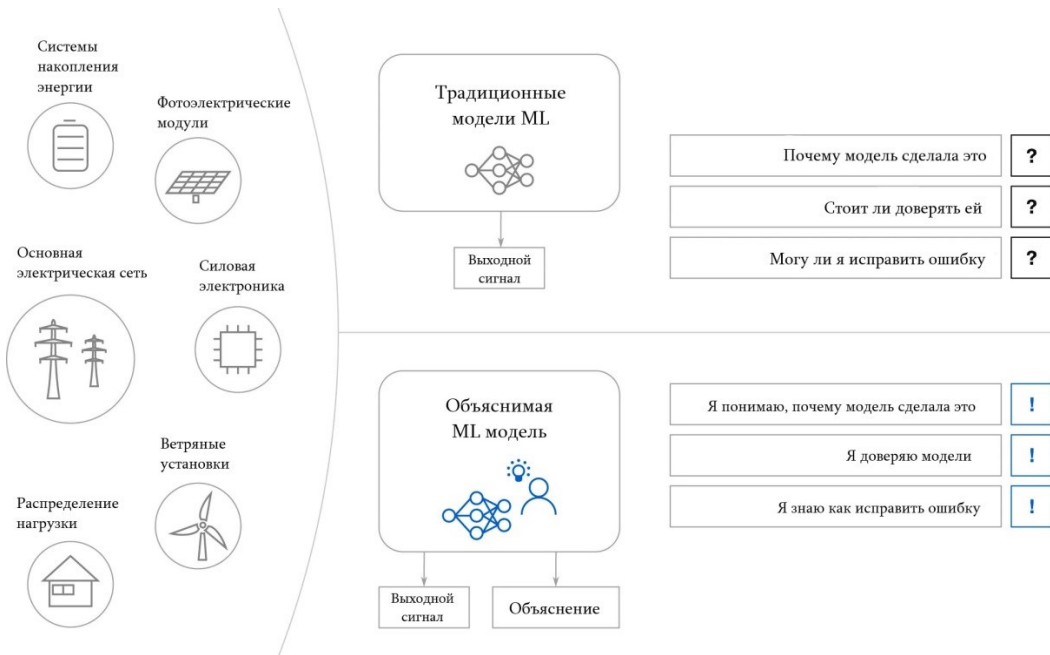 Системы
накопления
энергии
Фотоэлектрические
модули
Основная
электрическая сеть
Силовая
электроника
Ветряные
установки
Распределение
нагрузки
Традиционные
модели ML
Выходной
сигнал
Почему модель сделала это ?
Стоит ли доверять ей ?
Могу ли я исправить ошибку ?
Объяснимая
ML модель
Выходной
сигнал
Объяснение
Я понимаю, почему модель сделала это !
Я доверяю модели !
Я знаю как исправить ошибку !